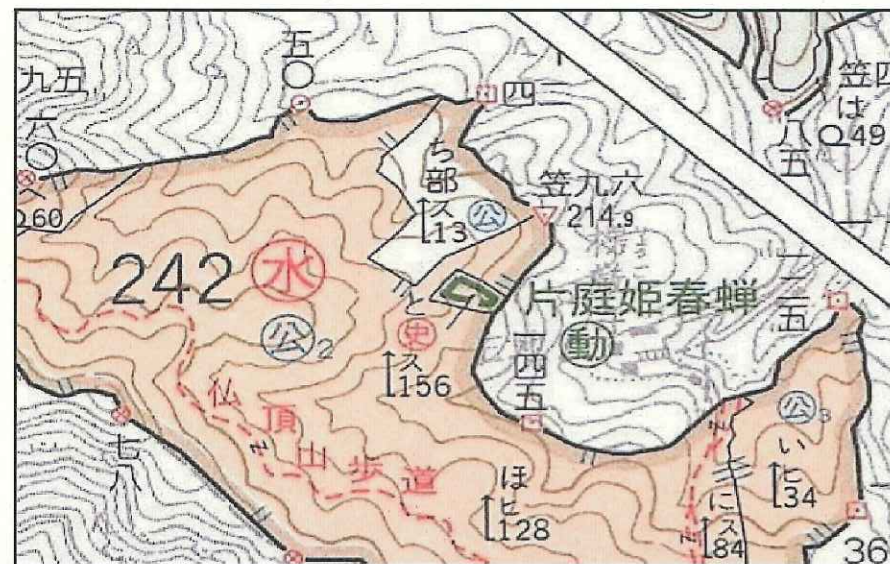 九五
六〇
260
五〇
四
ち部
ス
13
公
笠九六
214.9
笠四
は
49
八五
242
水
公2
と
史
ス
156
片庭姫春蝉
動
一四五
一二五
公3
い
ヒ
34
仏頂山歩道
七八
ほ
ヒ
128
に
ス
84
36